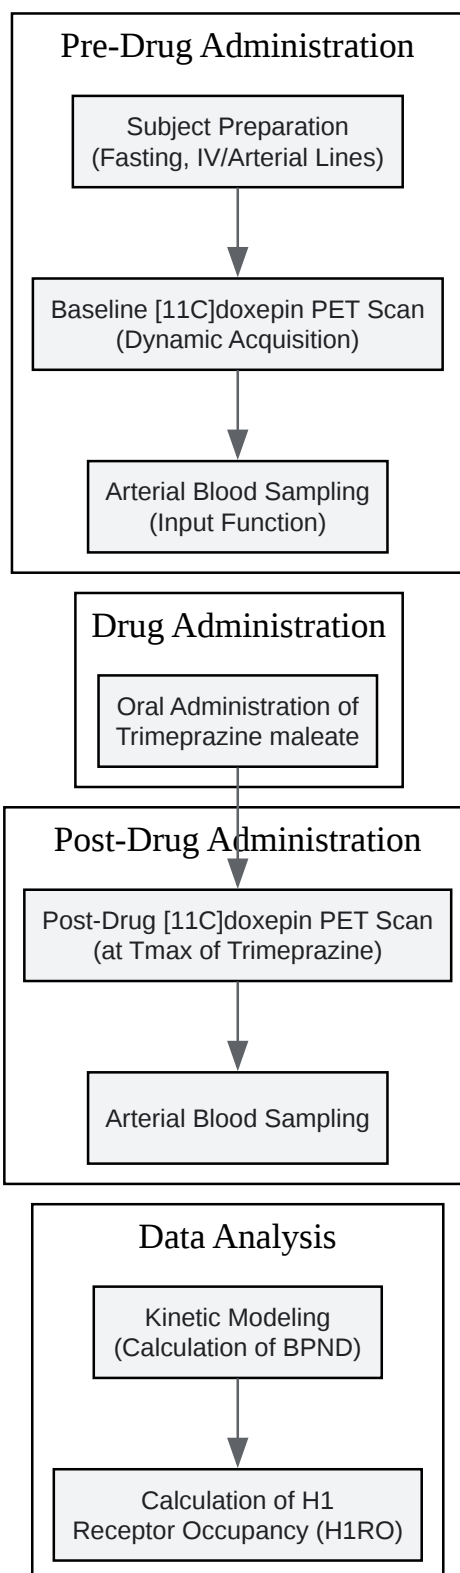 Pre-Drug Administration
Subject Preparation
(Fasting, IV/Arterial Lines)
Baseline [11C]doxepin PET Scan
(Dynamic Acquisition)
Arterial Blood Sampling
(Input Function)
Drug Administration
Oral Administration of
Trimeprazine maleate
Post-Drug Administration
Post-Drug [11C]doxepin PET Scan
(at Tmax of Trimeprazine)
Arterial Blood Sampling
Data Analysis
Kinetic Modeling
(Calculation of BPND)
Calculation of H1
Receptor Occupancy (H1RO)